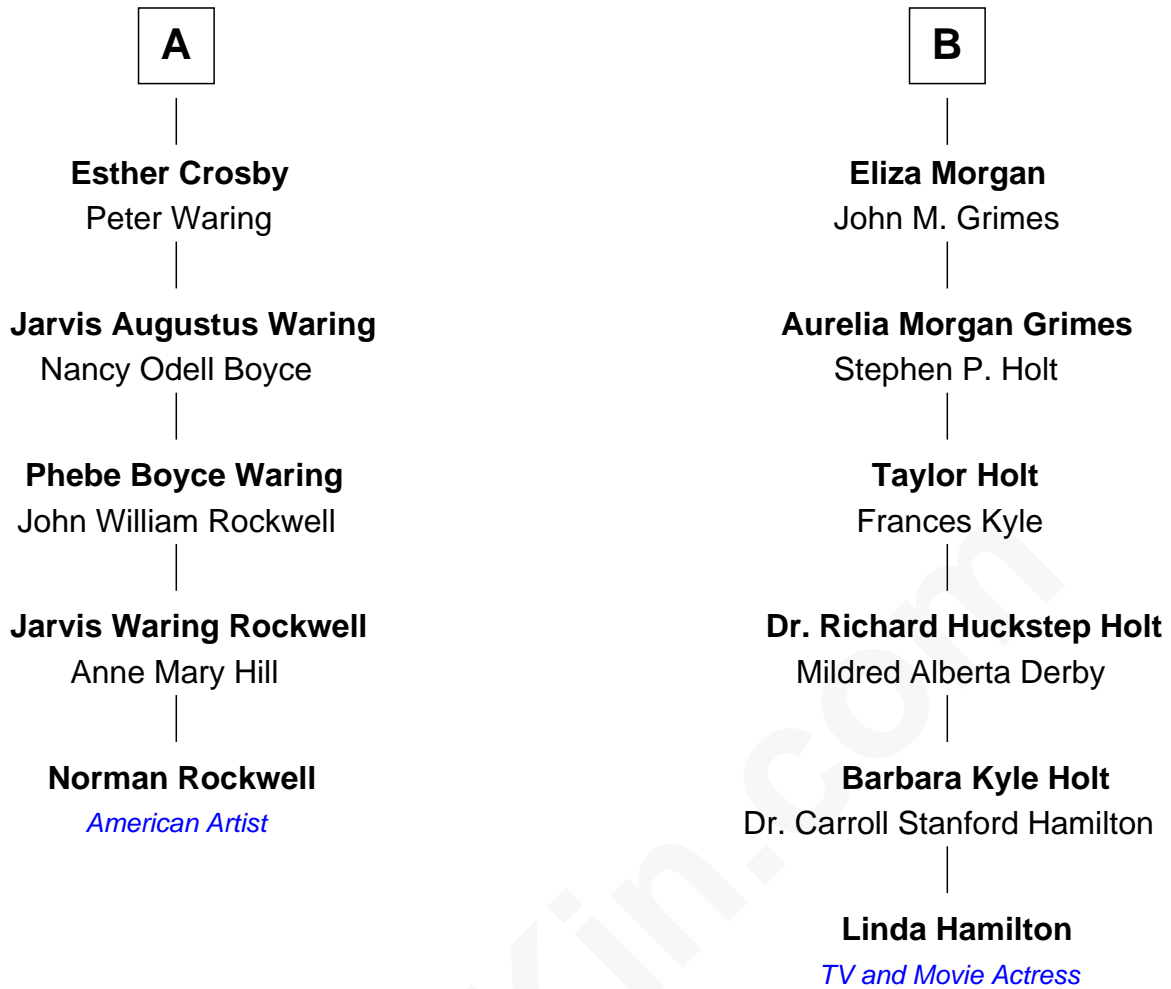 A
Esther Crosby
Peter Waring
Jarvis Augustus Waring
Nancy Odell Boyce
Phebe Boyce Waring
John William Rockwell
Jarvis Waring Rockwell
Anne Mary Hill
Norman Rockwell
American Artist
B
Eliza Morgan
John M. Grimes
Aurelia Morgan Grimes
Stephen P. Holt
Taylor Holt
Frances Kyle
Dr. Richard Huckstep Holt
Mildred Alberta Derby
Barbara Kyle Holt
Dr. Carroll Stanford Hamilton
Linda Hamilton
TV and Movie Actress
Kin.com